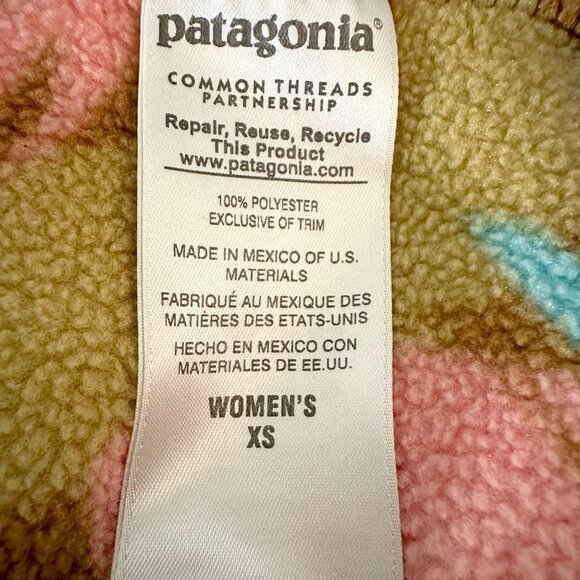 patagonia®
COMMON THREADS
PARTNERSHIP
Repair, Reuse, Recycle
This Product
www.patagonia.com
100% POLYESTER
EXCLUSIVE OF TRIM
MADE IN MEXICO OF U.S.
MATERIALS
FABRIQUÉ AU MEXIQUE DES
MATIÈRES DES ETATS-UNIS
HECHO EN MEXICO CON
MATERIALES DE EE.UU.
WOMEN'S
XS